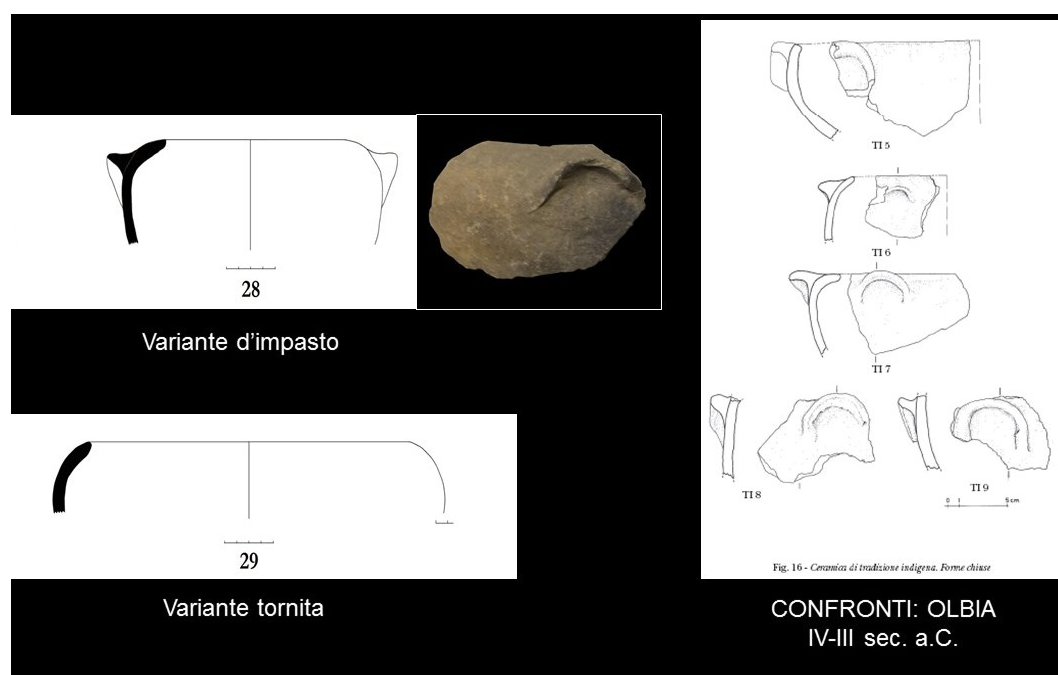 28
Variante d’impasto
29
Variante tornita
TI 5
TI 6
TI 7
TI 8
TI 9
0 1 5 cm
Fig. 16 - Ceramica di tradizione indigena. Forme chiuse
CONFRONTI: OLBIA
IV-III sec. a.C.